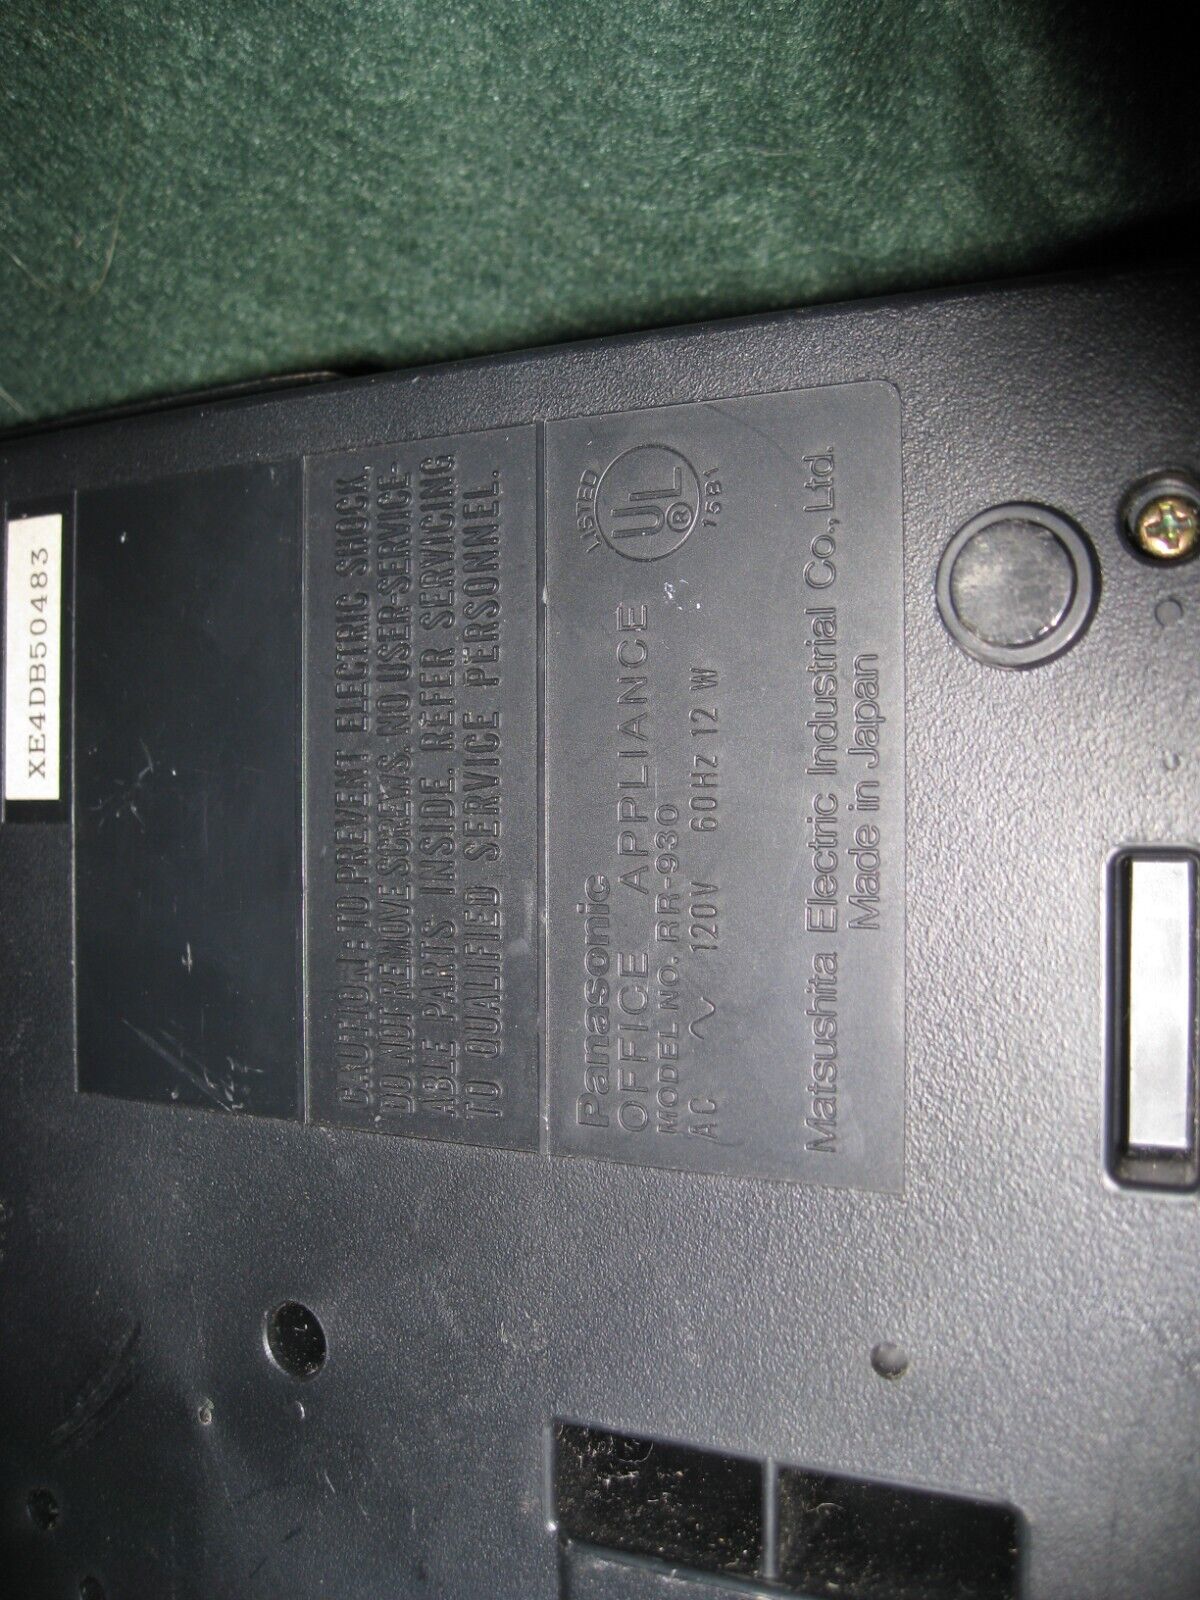 XE4DB50483
CAUTION: TO PREVENT ELECTRIC SHOCK
DO NOT REMOVE SCREWS. NO USER-SERVICE-
ABLE PARTS INSIDE. REFER SERVICING
TO QUALIFIED SERVICE PERSONNEL.
LISTED
UL®
15B1
Panasonic
OFFICE APPLIANCE
MODEL NO. RR-930
AC ~ 120V 60Hz 12W
Matsushita Electric Industrial Co., Ltd.
Made in Japan